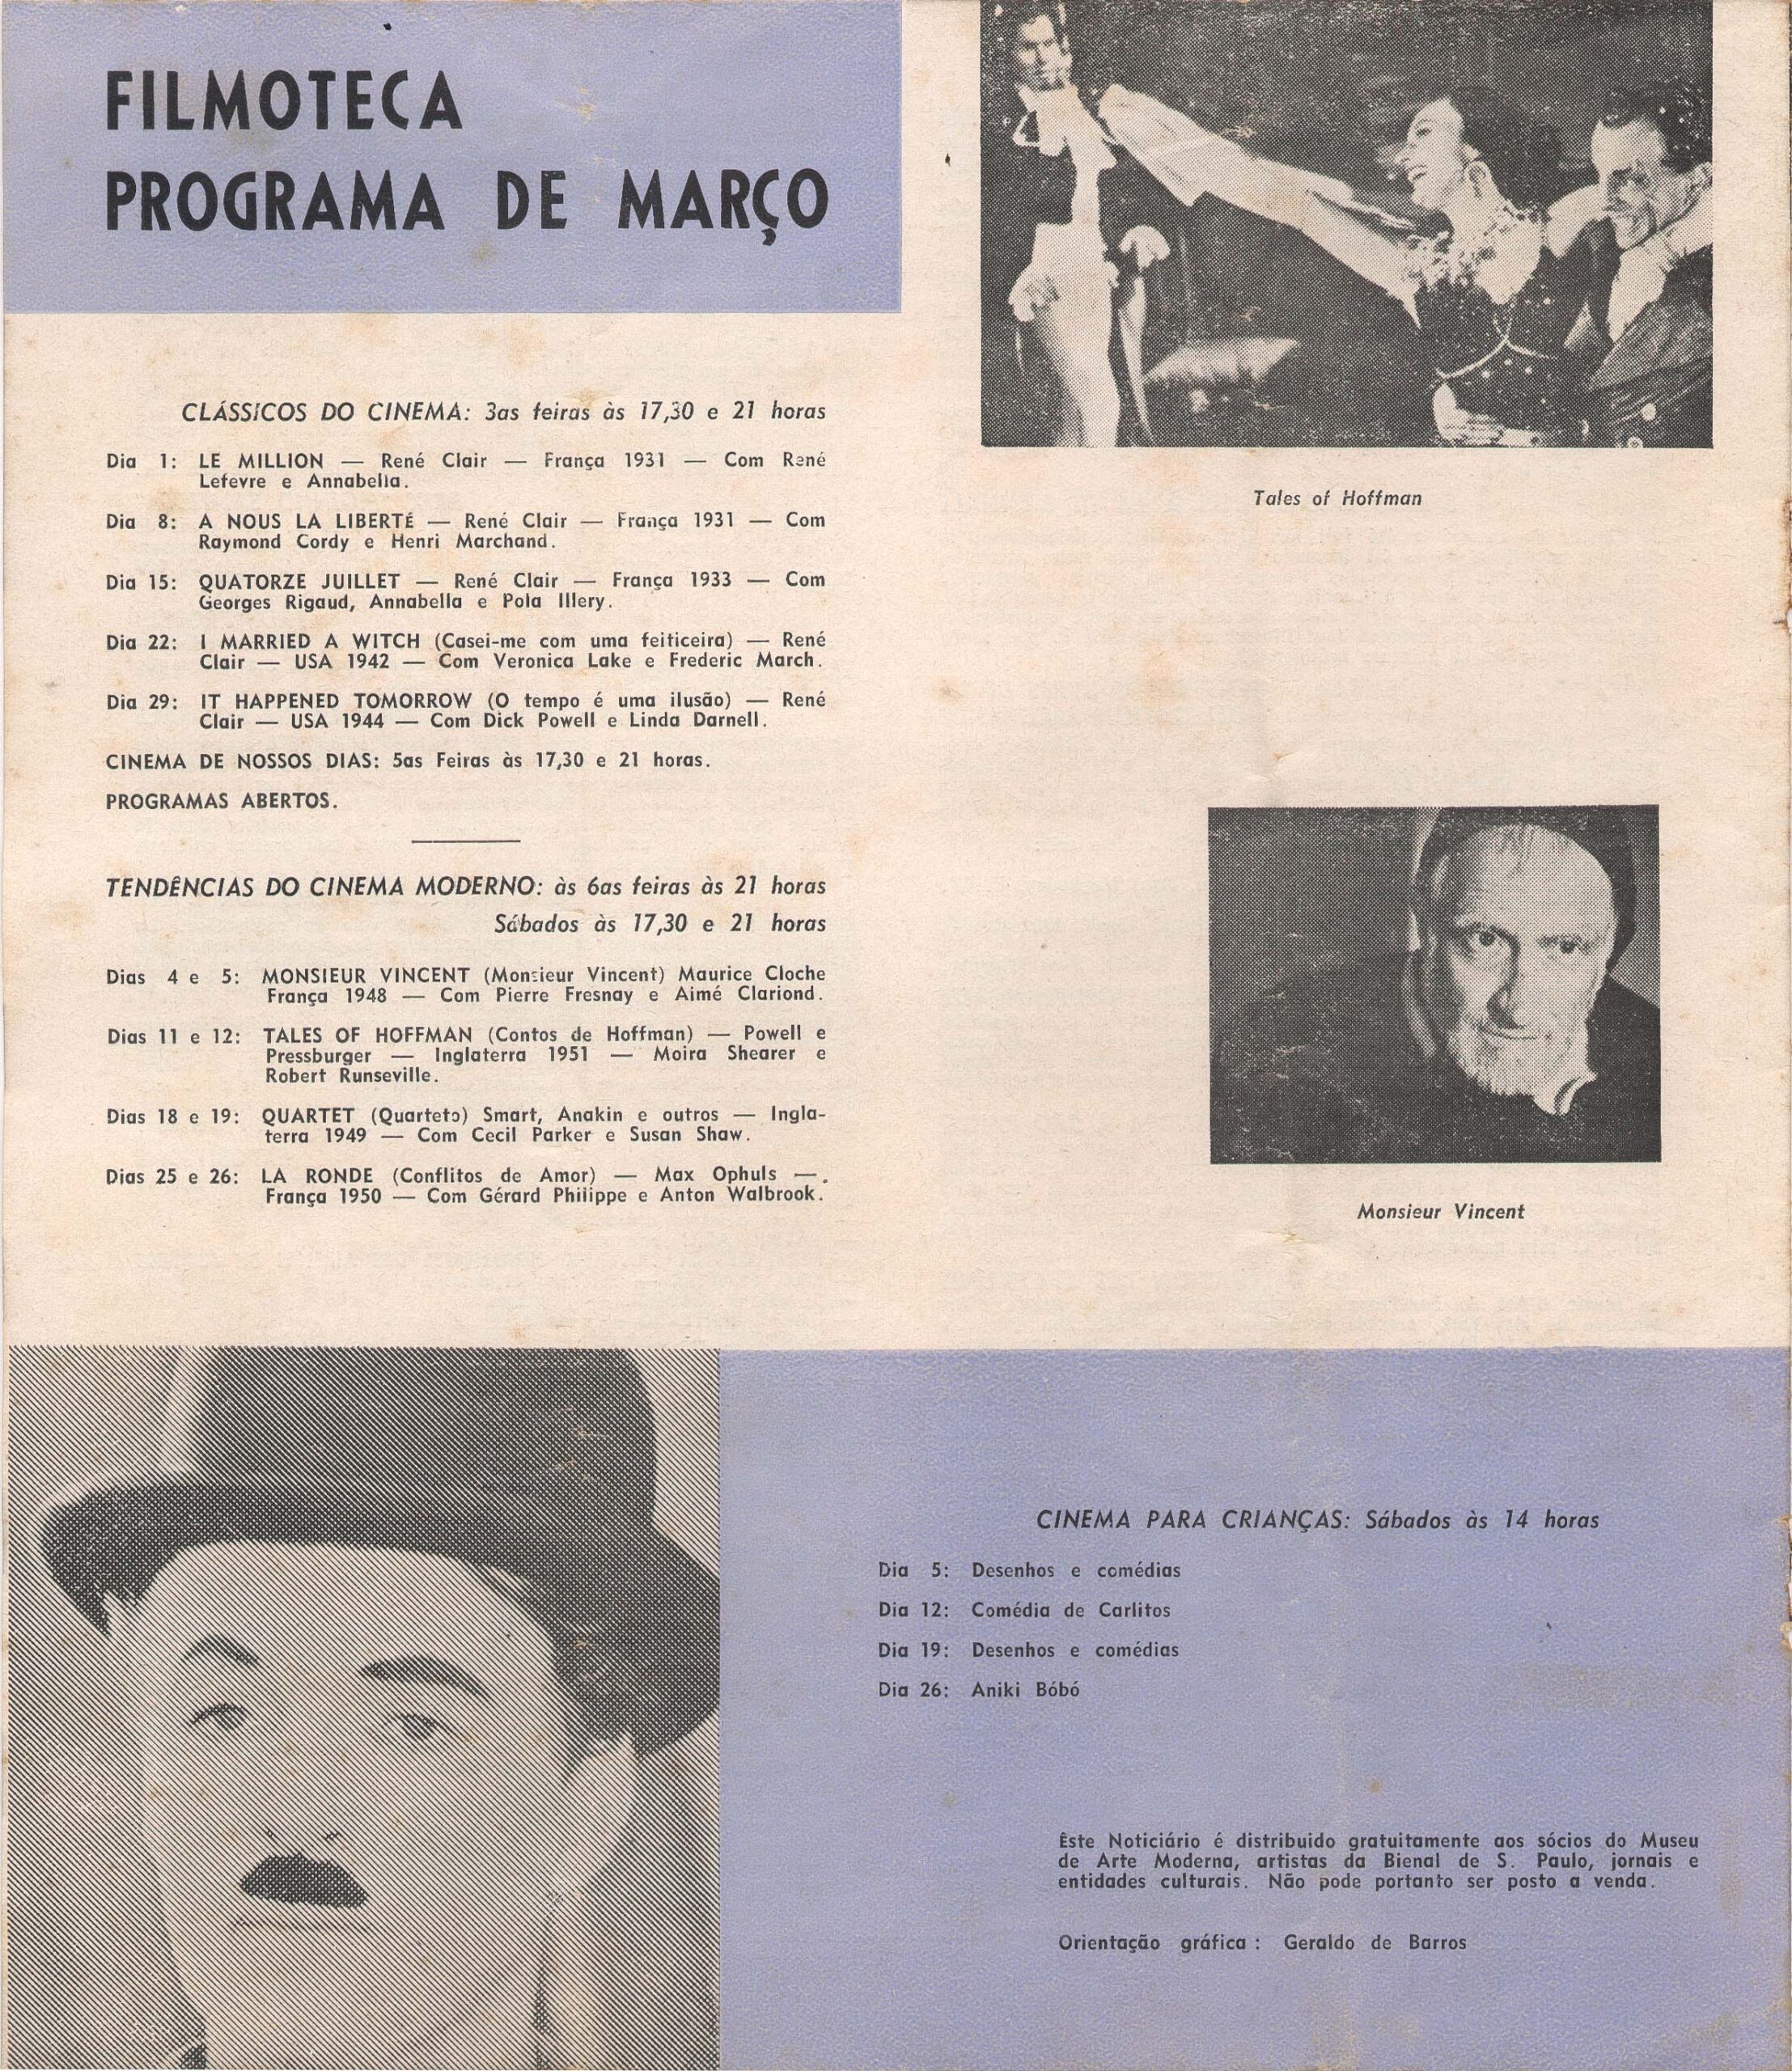 FILMOTECA
PROGRAMA DE MARÇO
CLÁSSICOS DO CINEMA: 3as feiras às 17,30 e 21 horas
Dia 1: LE MILLION — René Clair — França 1931 — Com René
Lefevre e Annabella.
Dia 8: A NOUS LA LIBERTÉ — René Clair — França 1931 — Com
Raymond Cordy e Henri Marchand.
Dia 15: QUATORZE JUILLET — René Clair — França 1933 — Com
Georges Rigaud, Annabella e Pola Illery.
Dia 22: I MARRIED A WITCH (Casei-me com uma feiticeira) — René
Clair — USA 1942 — Com Veronica Lake e Frederic March.
Dia 29: IT HAPPENED TOMORROW (O tempo é uma ilusão) — René
Clair — USA 1944 — Com Dick Powell e Linda Darnell.
CINEMA DE NOSSOS DIAS: 5as Feiras às 17,30 e 21 horas.
PROGRAMAS ABERTOS.
TENDÊNCIAS DO CINEMA MODERNO: às 6as feiras às 21 horas
Sábados às 17,30 e 21 horas
Dias 4 e 5: MONSIEUR VINCENT (Monsieur Vincent) Maurice Cloche
França 1948 — Com Pierre Fresnay e Aimé Clariond.
Dias 11 e 12: TALES OF HOFFMAN (Contos de Hoffman) — Powell e
Pressburger — Inglaterra 1951 — Moira Shearer e
Robert Runseville.
Dias 18 e 19: QUARTET (Quarteto) Smart, Anakin e outros — Ingla-
terra 1949 — Com Cecil Parker e Susan Shaw.
Dias 25 e 26: LA RONDE (Conflitos de Amor) — Max Ophuls —.
França 1950 — Com Gérard Philippe e Anton Walbrook.
Tales of Hoffman
Monsieur Vincent
CINEMA PARA CRIANÇAS: Sábados às 14 horas
Dia 5: Desenhos e comédias
Dia 12: Comédia de Carlitos
Dia 19: Desenhos e comédias
Dia 26: Aniki Bóbó
Êste Noticiário é distribuido gratuitamente aos sócios do Museu
de Arte Moderna, artistas da Bienal de S. Paulo, jornais e
entidades culturais. Não pode portanto ser posto a venda.
Orientação gráfica : Geraldo de Barros